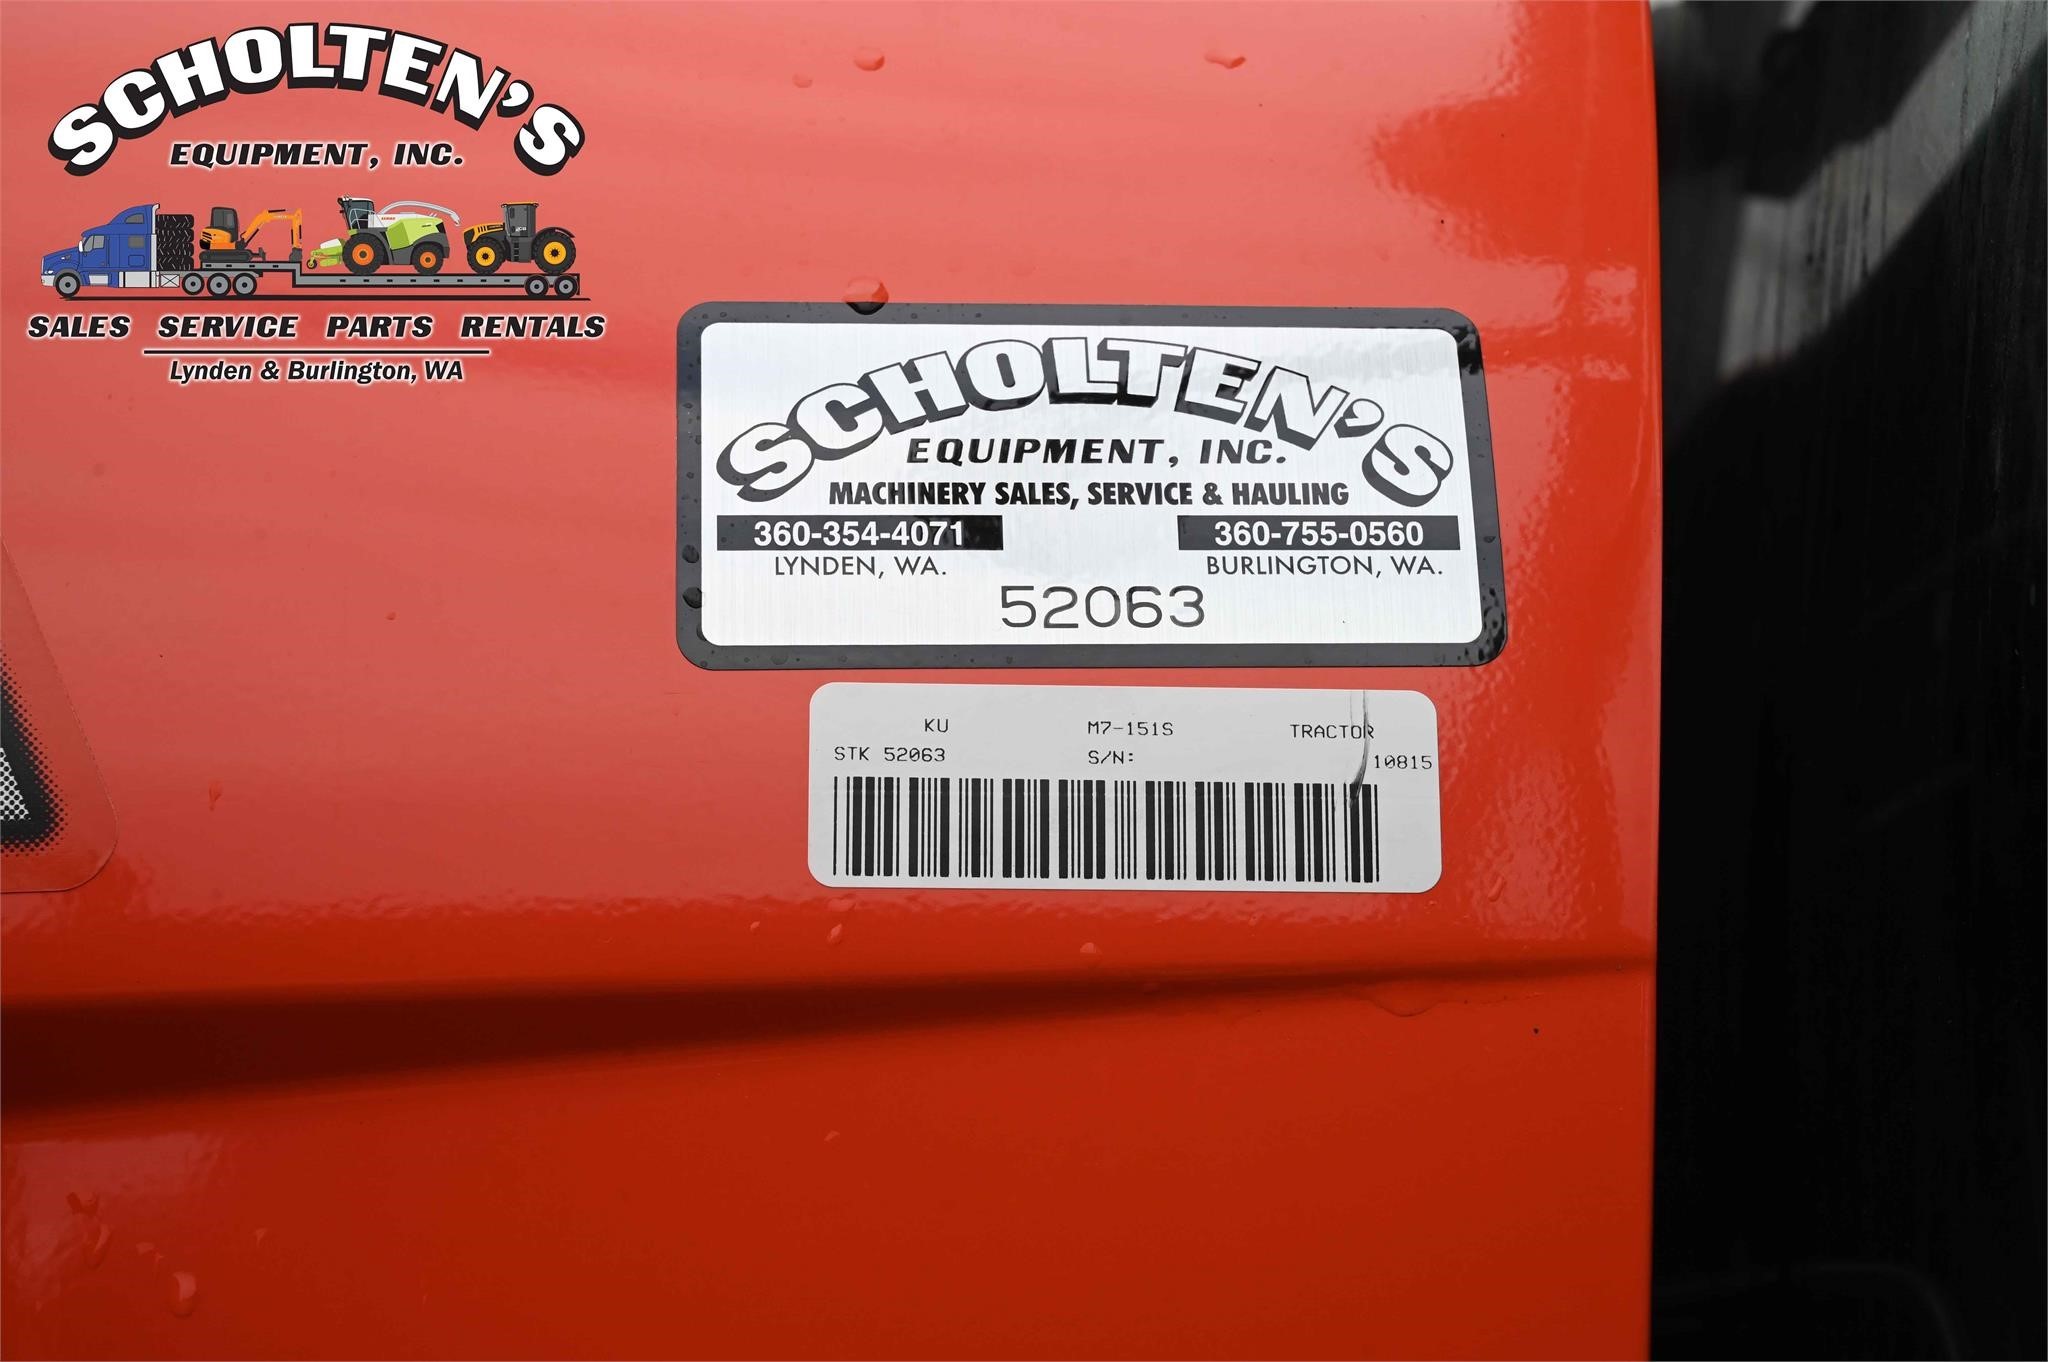 SCHOLTEN'S
EQUIPMENT, INC.
SALES SERVICE PARTS RENTALS
Lynden & Burlington, WA
SCHOLTEN'S
EQUIPMENT, INC.
MACHINERY SALES, SERVICE & HAULING
360-354-4071 360-755-0560
LYNDEN, WA. BURLINGTON, WA.
52063
KU M7-151S TRACTOR
STK 52063 S/N: 10815